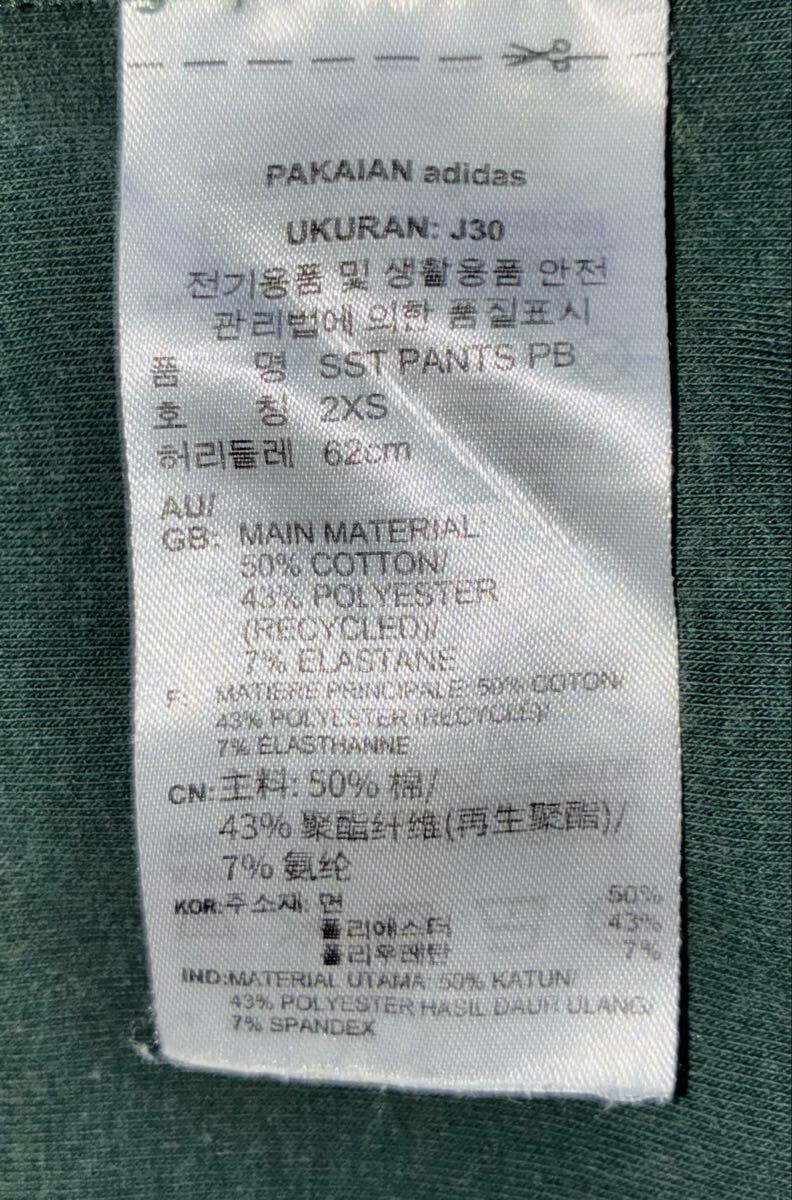 PAKAIAN adidas
UKURAN: J30
전기용품 및 생활용품 안전
관리법에 의한 품질표시
품 명 SST PANTS PB
호 칭 2XS
허리둘레 62cm
AU/
GB: MAIN MATERIAL:
50% COTTON/
43% POLYESTER
(RECYCLED)/
7% ELASTANE
F: MATIERE PRINCIPALE: 50% COTON/
43% POLYESTER (RECYCLE)/
7% ELASTHANNE
CN: 主料: 50% 棉/
43% 聚酯纤维(再生聚酯)/
7% 氨纶
KOR: 주소재: 면 50%
폴리에스터 43%
폴리우레탄 7%
IND: MATERIAL UTAMA: 50% KATUN/
43% POLYESTER HASIL DAUR ULANG/
7% SPANDEX